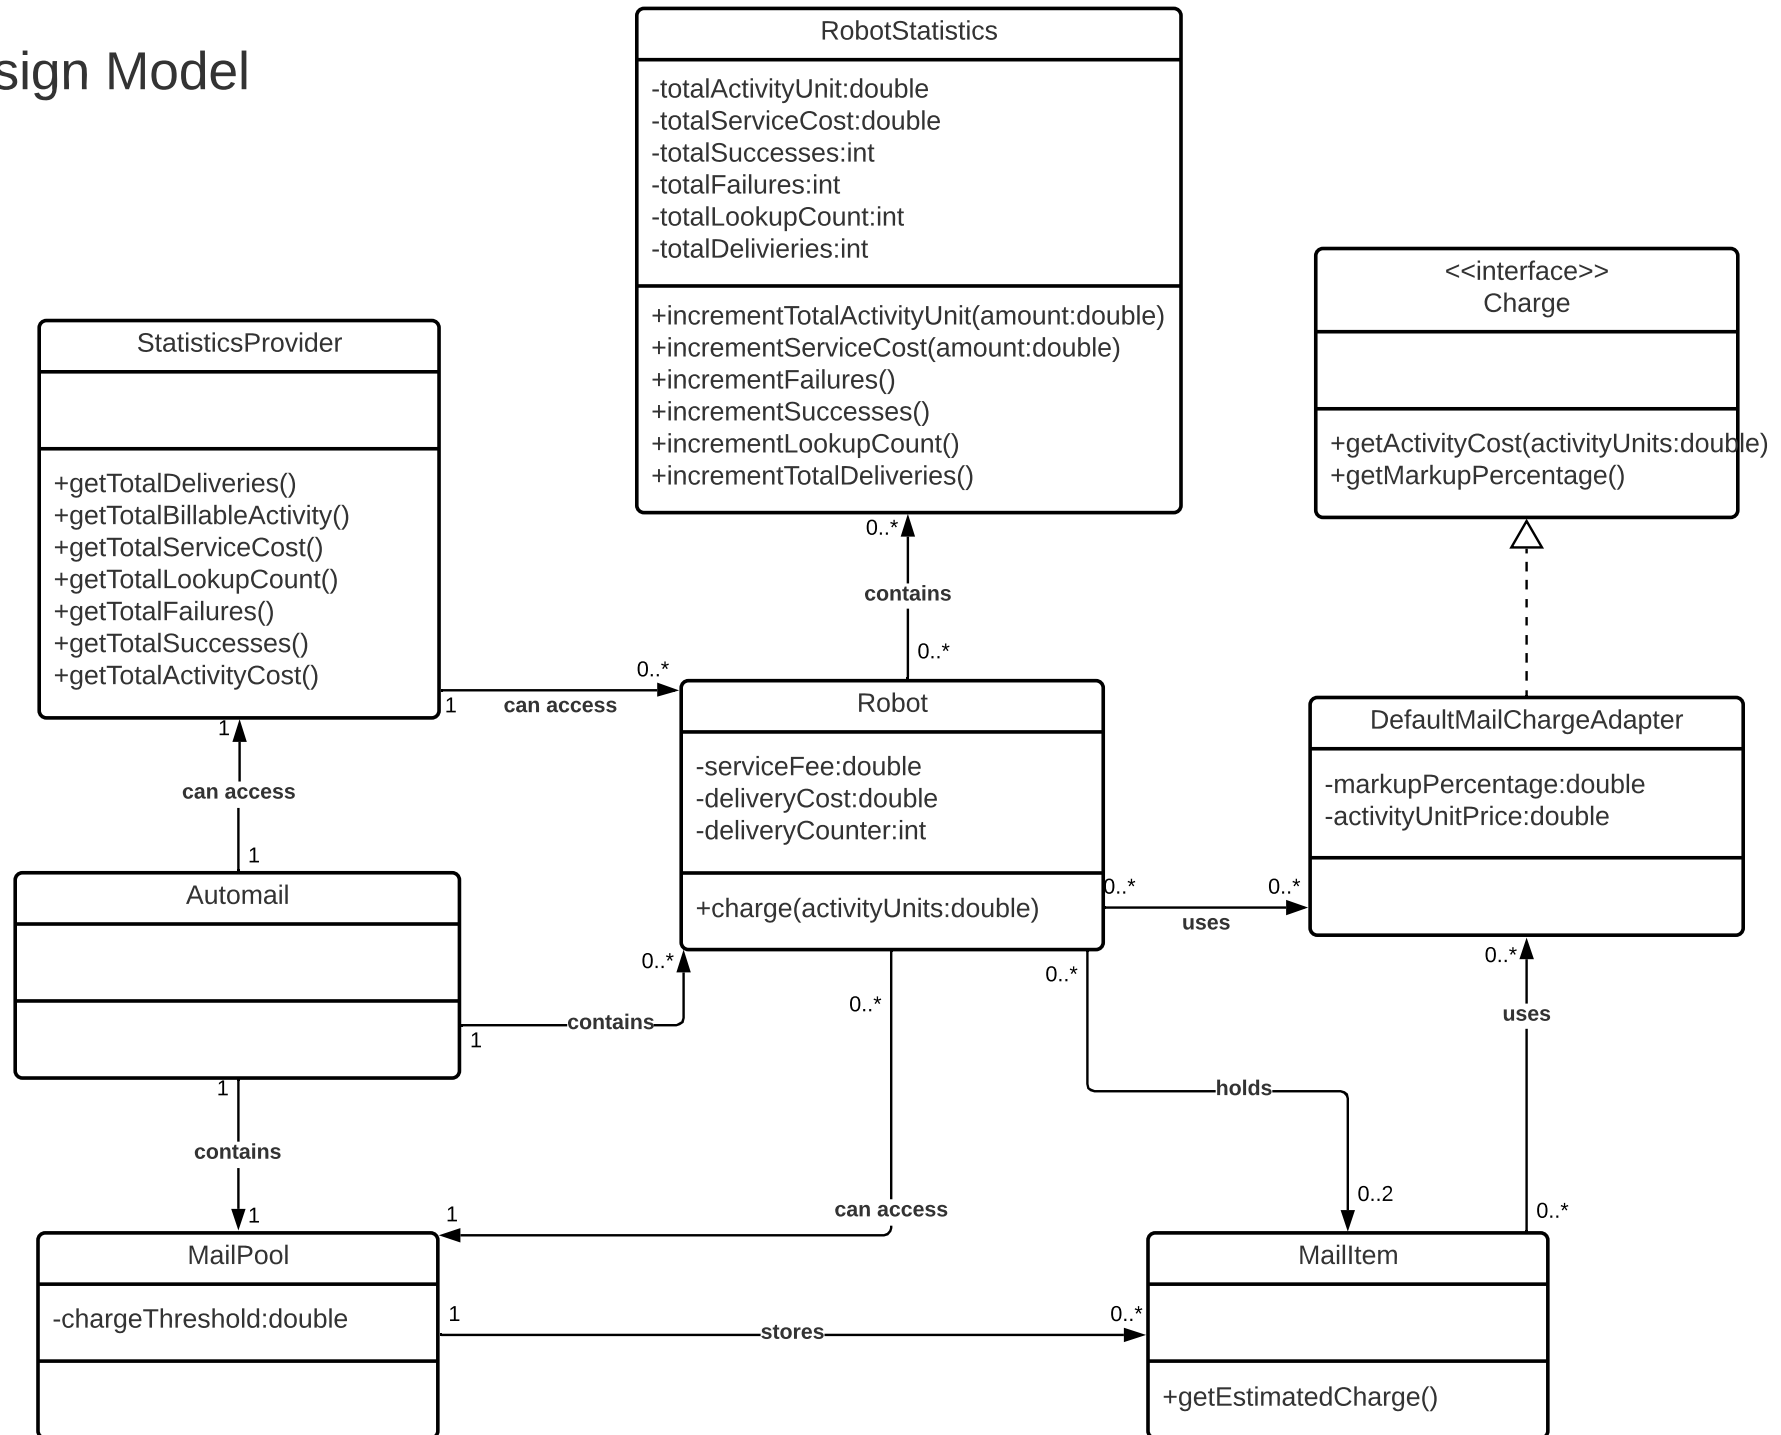 sign Model
RobotStatistics
-totalActivityUnit:double
-totalServiceCost:double
-totalSuccesses:int
-totalFailures:int
-totalLookupCount:int
-totalDelivieries:int
+incrementTotalActivityUnit(amount:double)
+incrementServiceCost(amount:double)
+incrementFailures()
+incrementSuccesses()
+incrementLookupCount()
+incrementTotalDeliveries()
<<interface>>
Charge
+getActivityCost(activityUnits:double)
+getMarkupPercentage()
StatisticsProvider
+getTotalDeliveries()
+getTotalBillableActivity()
+getTotalServiceCost()
+getTotalLookupCount()
+getTotalFailures()
+getTotalSuccesses()
+getTotalActivityCost()
0..*
contains
0..*
0..*
1
can access
Robot
-serviceFee:double
-deliveryCost:double
-deliveryCounter:int
+charge(activityUnits:double)
DefaultMailChargeAdapter
-markupPercentage:double
-activityUnitPrice:double
1
can access
1
Automail
0..*
0..*
uses
0..*
contains
1
0..*
0..*
0..*
uses
0..*
1
contains
1
holds
0..2
can access
1
MailPool
-chargeThreshold:double
1
stores
0..*
MailItem
+getEstimatedCharge()